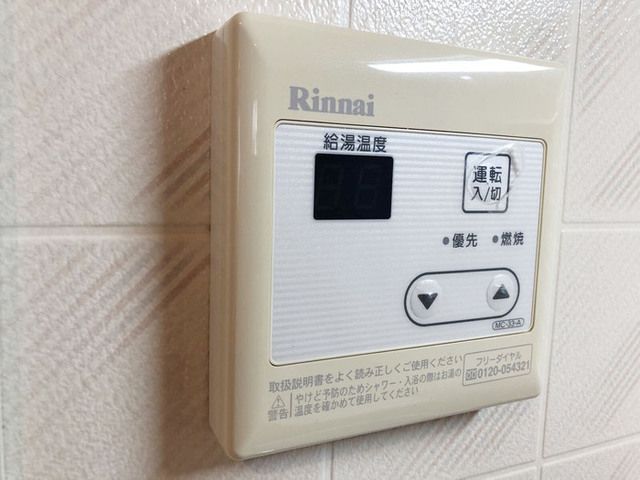 Rinnai
給湯温度
運転
入/切
優先 燃焼
MC-33-A
取扱説明書をよく読み正しくご使用ください
警告
やけど予防のためシャワー・入浴の際はお湯の
温度を確かめて使用してください
フリーダイヤル
0120-054321